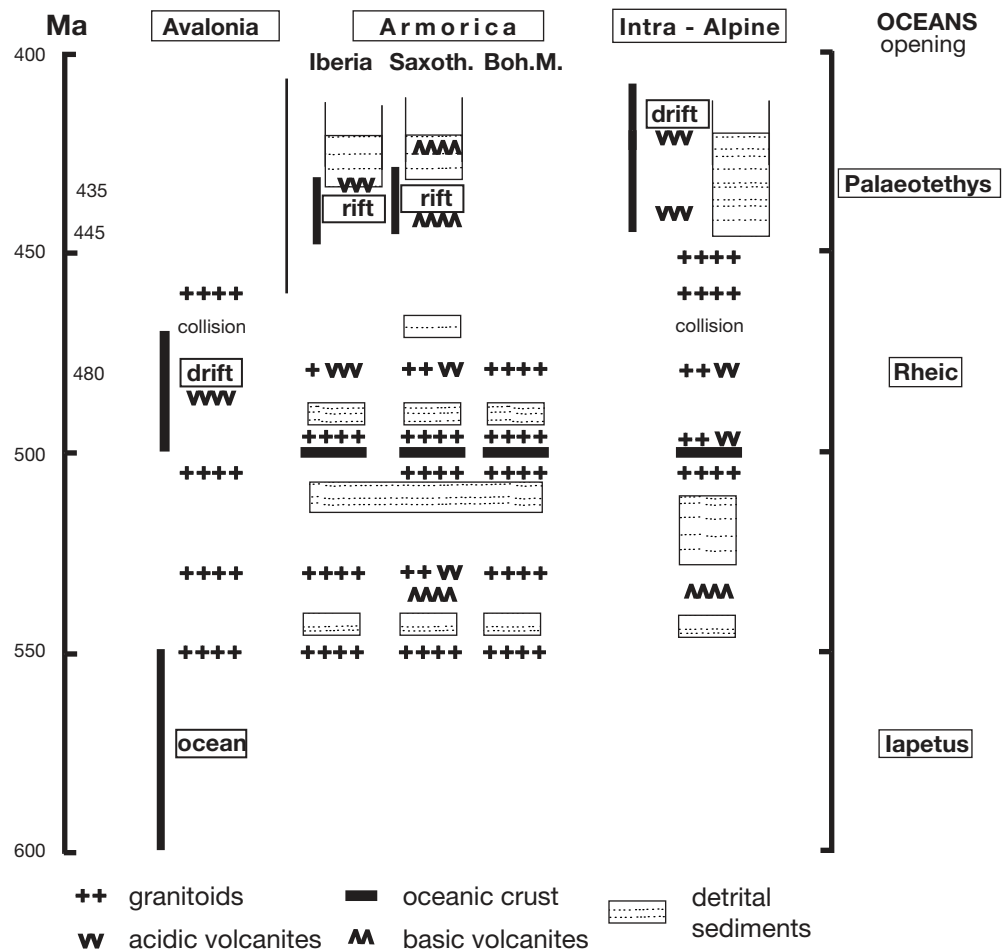 Ma
Avalonia
Armorica
Intra - Alpine
OCEANS
opening
Iberia Saxoth. Boh.M.
400
drift
435
rift
rift
Palaeotethys
445
450
collision
collision
480
drift
Rheic
500
550
ocean
Iapetus
600
++ granitoids
oceanic crust
detrital
sediments
acidic volcanites
basic volcanites